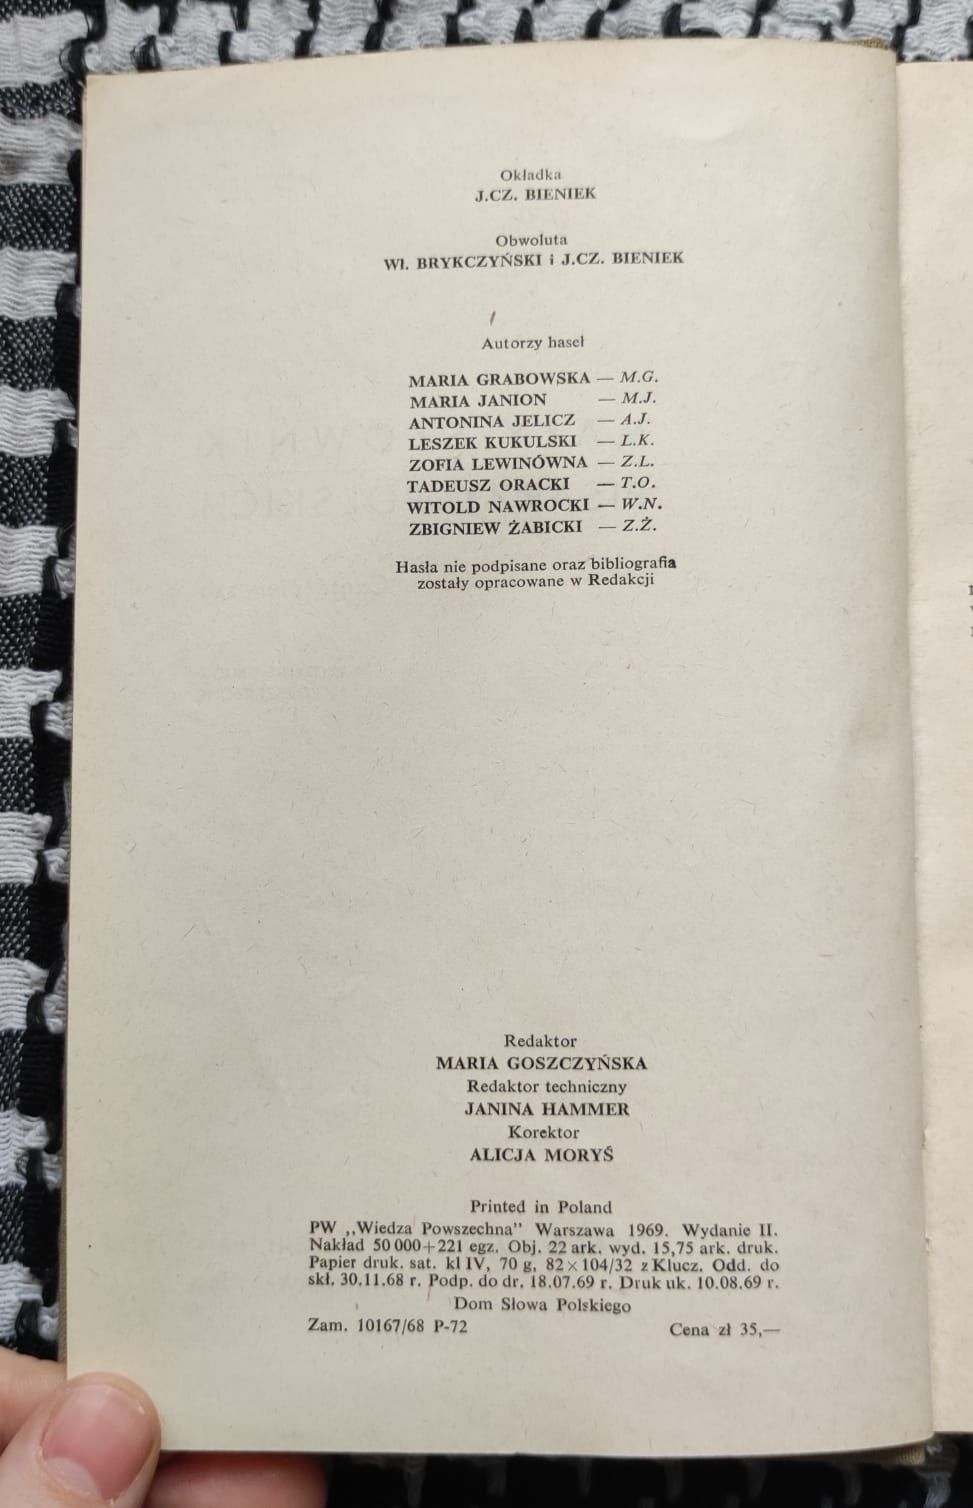 Okładka
J.CZ. BIENIEK
Obwoluta
Wł. BRYKCZYŃSKI i J.CZ. BIENIEK
Autorzy haseł
MARIA GRABOWSKA — M.G.
MARIA JANION — M.J.
ANTONINA JELICZ — A.J.
LESZEK KUKULSKI — L.K.
ZOFIA LEWINÓWNA — Z.L.
TADEUSZ ORACKI — T.O.
WITOLD NAWROCKI — W.N.
ZBIGNIEW ŻABICKI — Z.Ż.
Hasła nie podpisane oraz bibliografia
zostały opracowane w Redakcji
Redaktor
MARIA GOSZCZYŃSKA
Redaktor techniczny
JANINA HAMMER
Korektor
ALICJA MORYŚ
Printed in Poland
PW „Wiedza Powszechna" Warszawa 1969. Wydanie II.
Nakład 50 000+221 egz. Obj. 22 ark. wyd. 15,75 ark. druk.
Papier druk. sat. kl IV, 70 g, 82×104/32 z Klucz. Odd. do
skł. 30.11.68 r. Podp. do dr. 18.07.69 r. Druk uk. 10.08.69 r.
Dom Słowa Polskiego
Zam. 10167/68 P-72 Cena zł 35,—